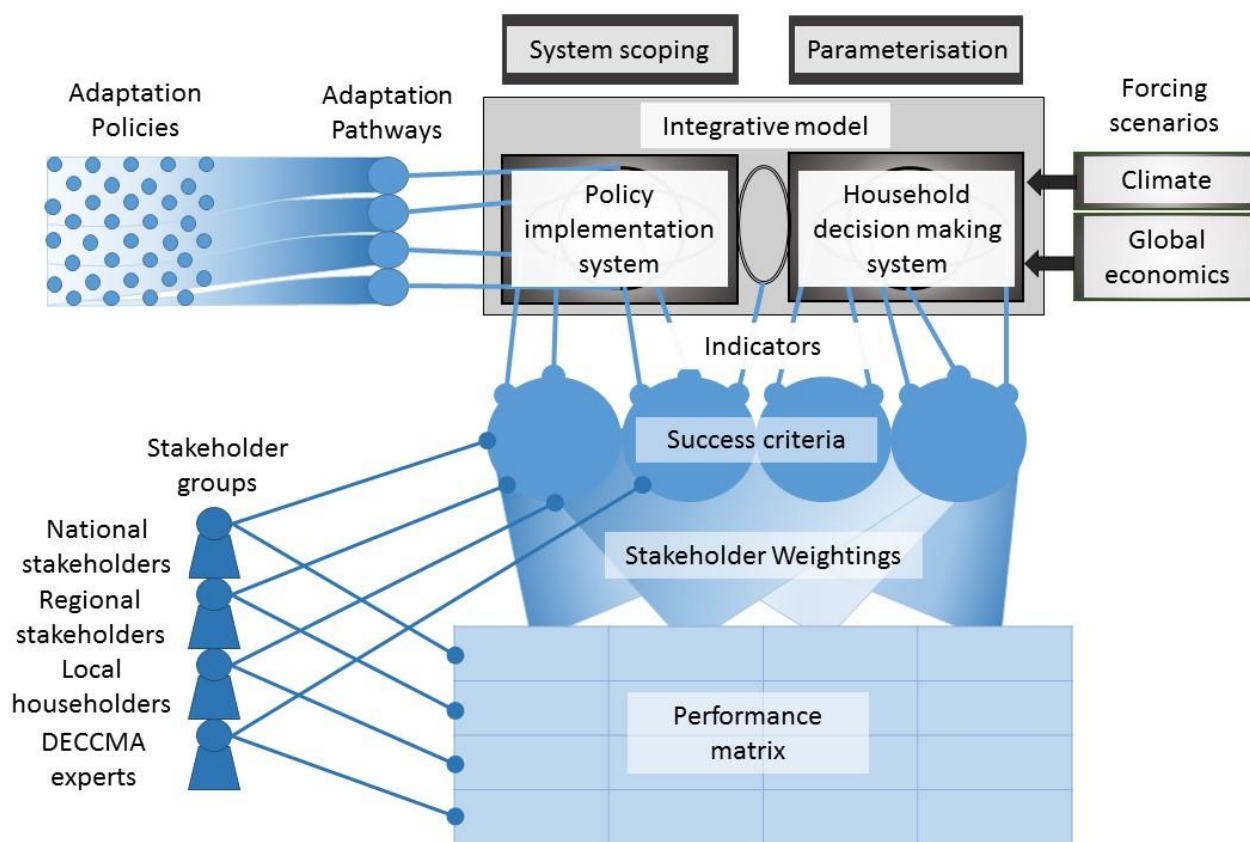 System scoping
Parameterisation
Adaptation
Policies
Adaptation
Pathways
Forcing
scenarios
Integrative model
Policy
implementation
system
Household
decision making
system
Climate
Global
economics
Indicators
Success criteria
Stakeholder
groups
National
stakeholders
Regional
stakeholders
Local
householders
DECCMA
experts
Stakeholder Weightings
Performance
matrix